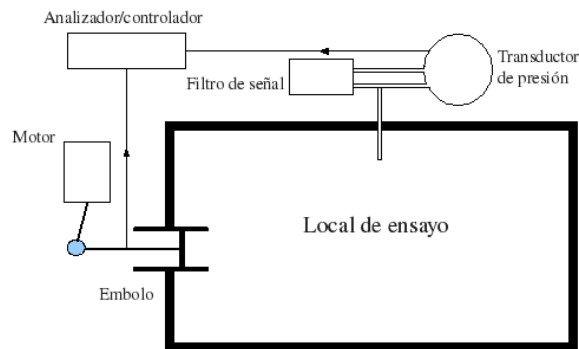 Analizador/controlador
Transductor
de presión
Filtro de señal
Motor
Local de ensayo
Embolo